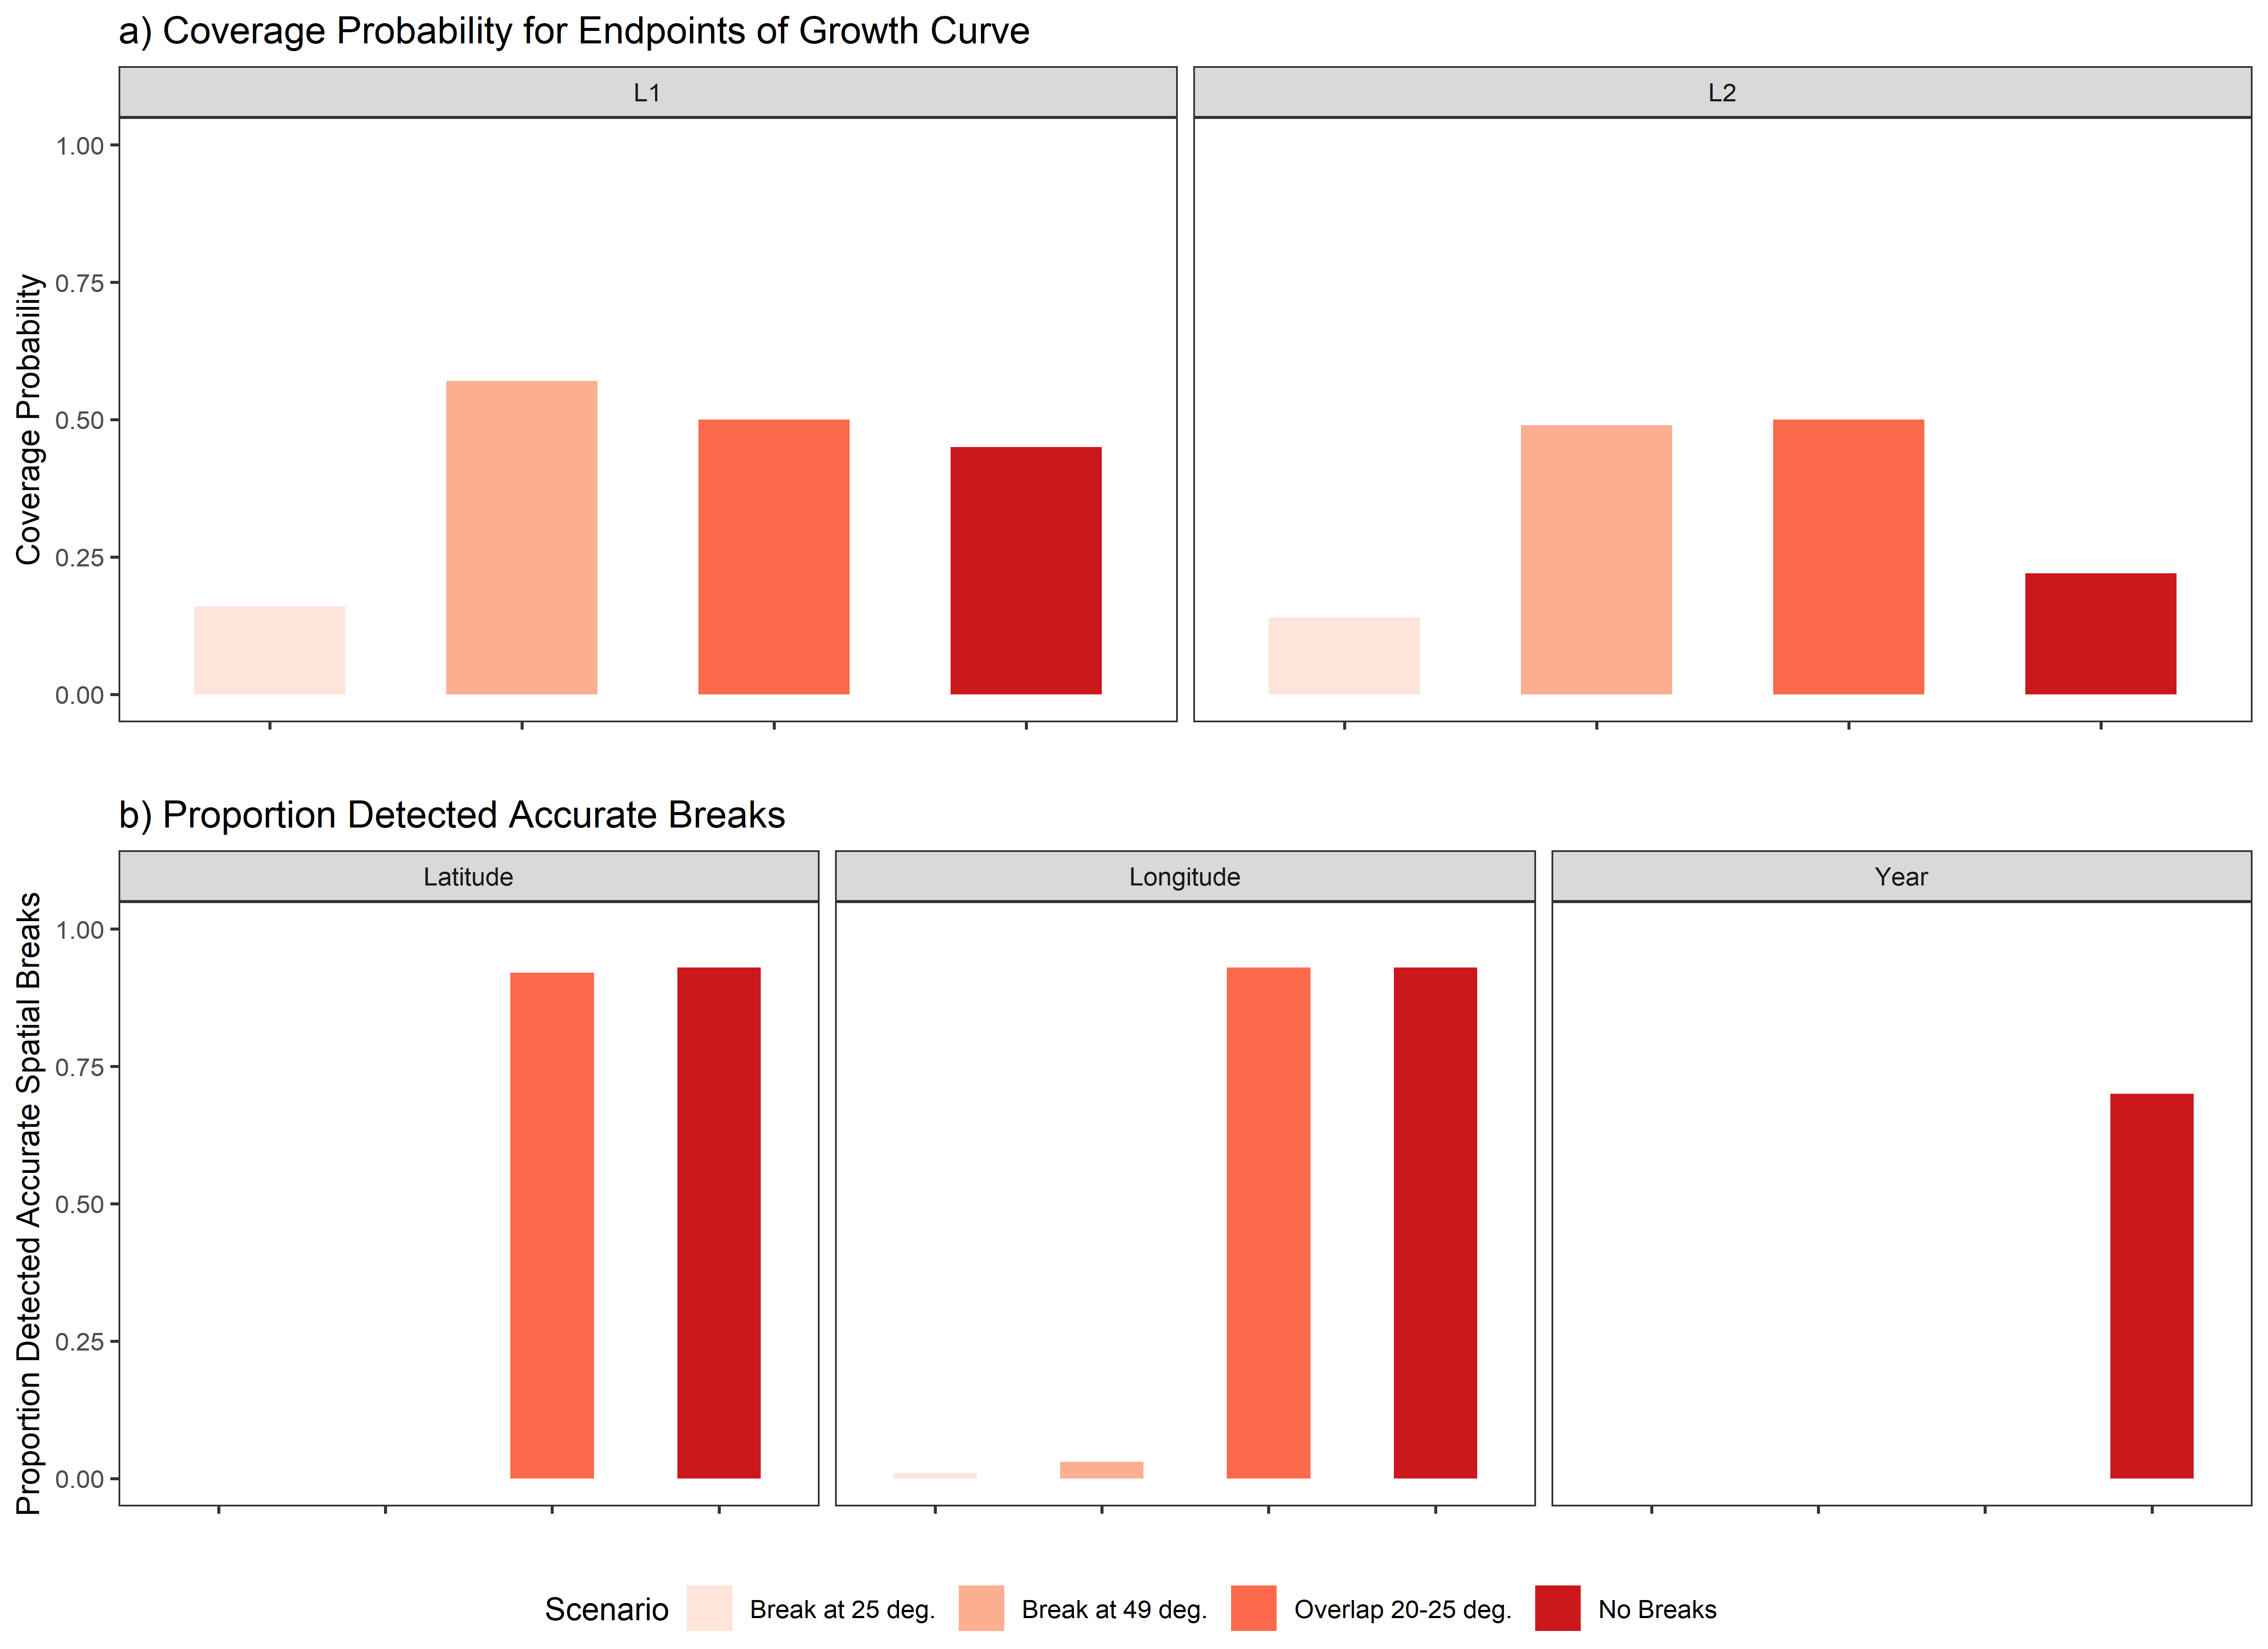 a) Coverage Probability for Endpoints of Growth Curve
L1
L2
Coverage Probability
1.00
0.75
0.50
0.25
0.00
b) Proportion Detected Accurate Breaks
Latitude
Longitude
Year
Proportion Detected Accurate Spatial Breaks
1.00
0.75
0.50
0.25
0.00
Scenario
Break at 25 deg.
Break at 49 deg.
Overlap 20-25 deg.
No Breaks